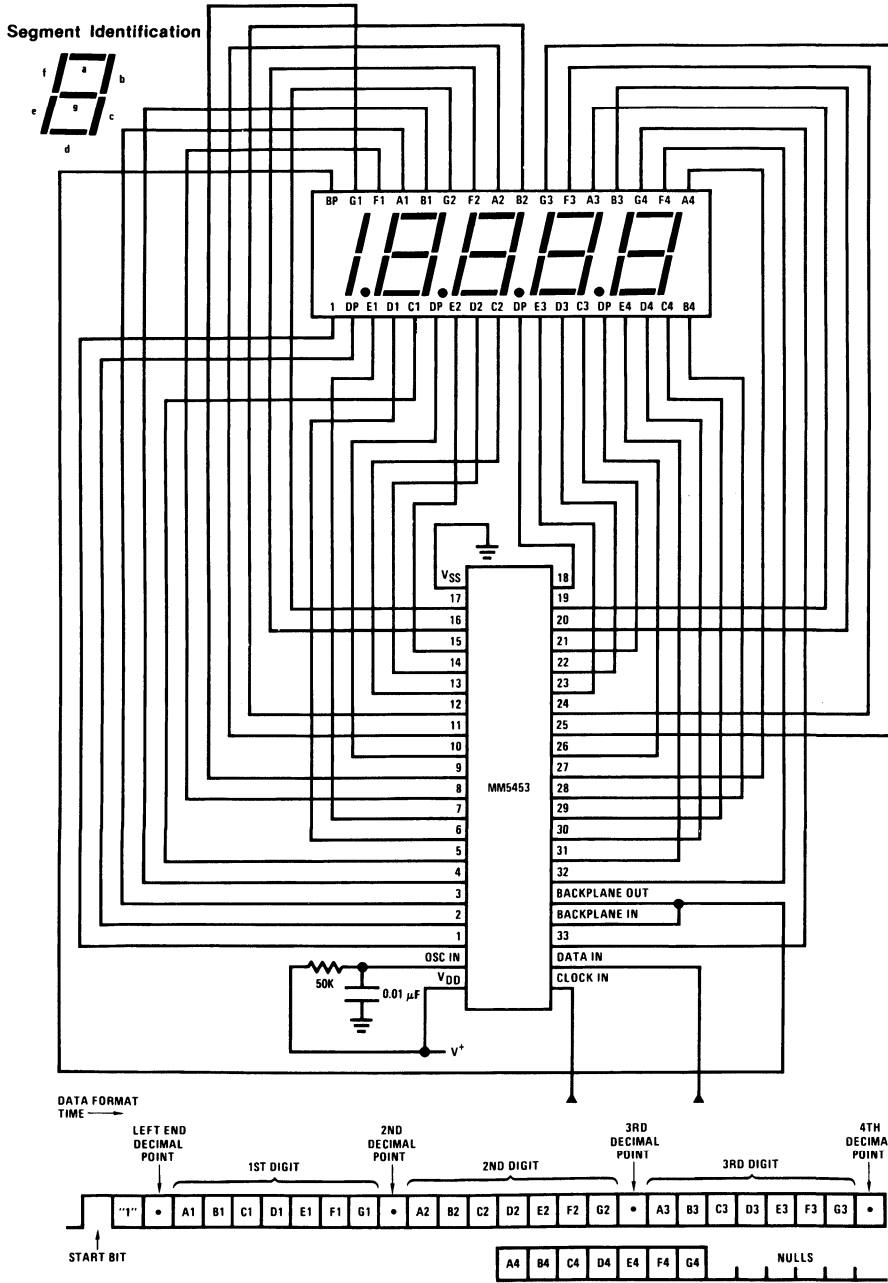 Segment Identification
a
f
b
g
e
c
d
BP G1 F1 A1 B1 G2 F2 A2 B2 G3 F3 A3 B3 G4 F4 A4
1 DP E1 D1 C1 DP E2 D2 C2 DP E3 D3 C3 DP E4 D4 C4 B4
VSS 18
17 19
16 20
15 21
14 22
13 23
12 24
11 25
10 26
9 27
MM5453
8 28
7 29
6 30
5 31
4 32
3 BACKPLANE OUT
2 BACKPLANE IN
1 33
OSC IN DATA IN
VDD CLOCK IN
50K
0.01 µF
V+
DATA FORMAT
TIME
LEFT END
DECIMAL
POINT
2ND
DECIMAL
POINT
3RD
DECIMAL
POINT
4TH
DECIMA
POINT
1ST DIGIT
2ND DIGIT
3RD DIGIT
"1" • A1 B1 C1 D1 E1 F1 G1 • A2 B2 C2 D2 E2 F2 G2 • A3 B3 C3 D3 E3 F3 G3 •
START BIT
A4 B4 C4 D4 E4 F4 G4 NULLS